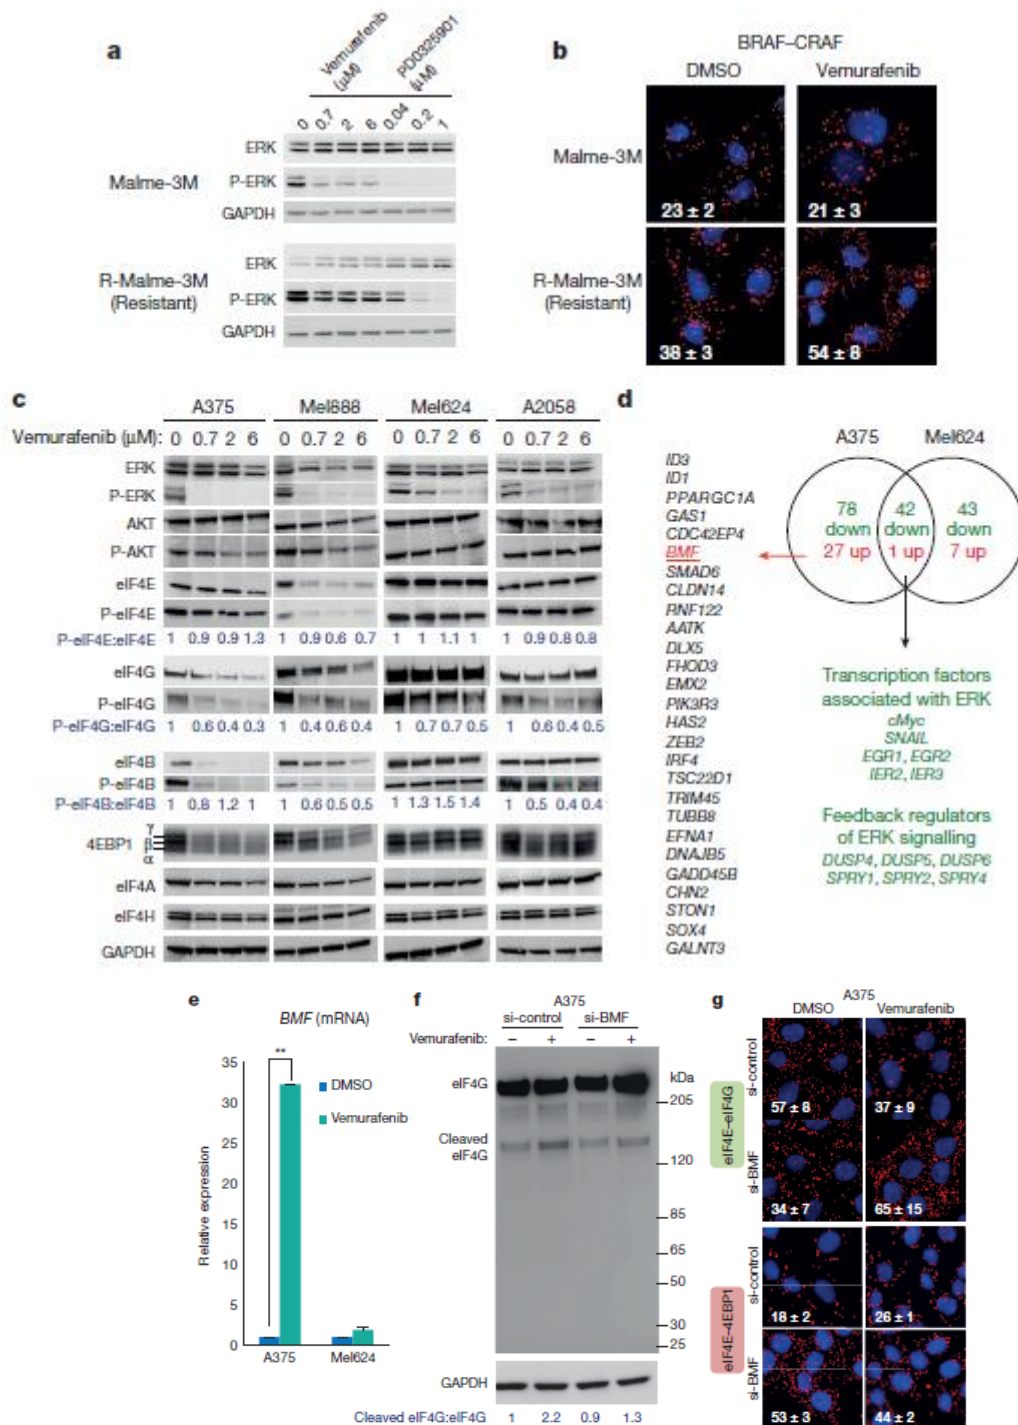 a
Vemurafenib (µM)
PD0325901 (µM)
0 0.7 2 6 0.04 0.2 1
Malme-3M
ERK
P-ERK
GAPDH
R-Malme-3M (Resistant)
ERK
P-ERK
GAPDH
b
BRAF–CRAF
DMSO Vemurafenib
Malme-3M
23 ± 2 21 ± 3
R-Malme-3M (Resistant)
38 ± 3 54 ± 8
c
A375 Mel888 Mel624 A2058
Vemurafenib (µM): 0 0.7 2 6 0 0.7 2 6 0 0.7 2 6 0 0.7 2 6
ERK
P-ERK
AKT
P-AKT
eIF4E
P-eIF4E
P-eIF4E:eIF4E 1 0.9 0.9 1.3 1 0.9 0.6 0.7 1 1 1.1 1 1 0.9 0.8 0.8
eIF4G
P-eIF4G
P-eIF4G:eIF4G 1 0.6 0.4 0.3 1 0.4 0.6 0.4 1 0.7 0.7 0.5 1 0.6 0.4 0.5
eIF4B
P-eIF4B
P-eIF4B:eIF4B 1 0.8 1.2 1 1 0.6 0.5 0.5 1 1.3 1.5 1.4 1 0.5 0.4 0.4
4EBP1 γ β α
eIF4A
eIF4H
GAPDH
d
A375 Mel624
78 down
27 up
42 down
1 up
43 down
7 up
ID3
ID1
PPARGC1A
GAS1
CDC42EP4
BMF
SMAD6
CLDN14
RNF122
AATK
DLX5
FHOD3
EMX2
PIK3R3
HAS2
ZEB2
IRF4
TSC22D1
TRIM45
TUBB8
EFNA1
DNAJB5
GADD45B
CHN2
STON1
SOX4
GALNT3
Transcription factors
associated with ERK
cMyc
SNAIL
EGR1, EGR2
IER2, IER3
Feedback regulators
of ERK signalling
DUSP4, DUSP5, DUSP6
SPRY1, SPRY2, SPRY4
e
BMF (mRNA)
**
DMSO
Vemurafenib
Relative expression
35
30
25
20
15
10
5
0
A375 Mel624
f
A375
si-control si-BMF
Vemurafenib: – + – +
eIF4G
Cleaved eIF4G
kDa
205
120
85
65
50
30
25
GAPDH
Cleaved eIF4G:eIF4G 1 2.2 0.9 1.3
g
A375
DMSO Vemurafenib
eIF4E–eIF4G
si-control
57 ± 8 37 ± 9
si-BMF
34 ± 7 65 ± 15
eIF4E–4EBP1
si-control
18 ± 2 26 ± 1
si-BMF
53 ± 3 44 ± 2